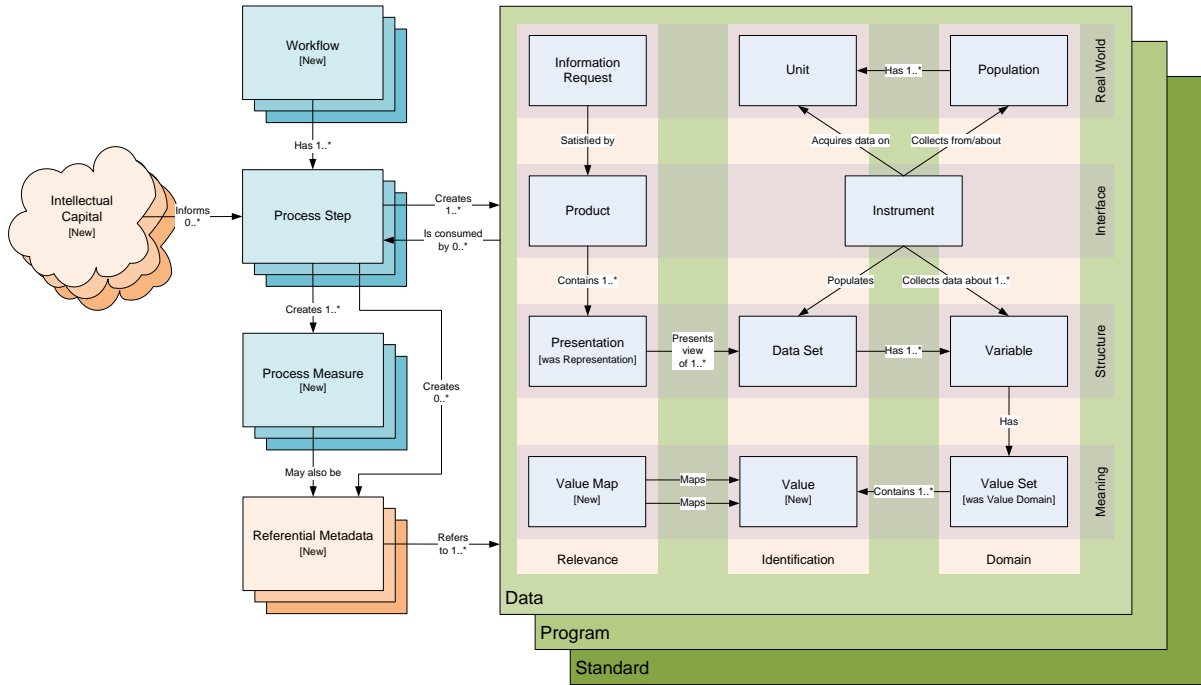 Workflow
[New]
Has 1..*
Intellectual
Capital
[New]
Informs
0..*
Process Step
Creates
1..*
Is consumed
by 0..*
Creates 1..*
Process Measure
[New]
Creates
0..*
May also be
Referential Metadata
[New]
Refers
to 1..*
Information
Request
Unit
Has 1..*
Population
Real World
Satisfied by
Acquires data on
Collects from/about
Product
Instrument
Interface
Contains 1..*
Populates
Collects data about 1..*
Presentation
[was Representation]
Presents
view
of 1..*
Data Set
Has 1..*
Variable
Structure
Has
Value Map
[New]
Maps
Maps
Value
[New]
Contains 1..*
Value Set
[was Value Domain]
Meaning
Relevance
Identification
Domain
Data
Program
Standard